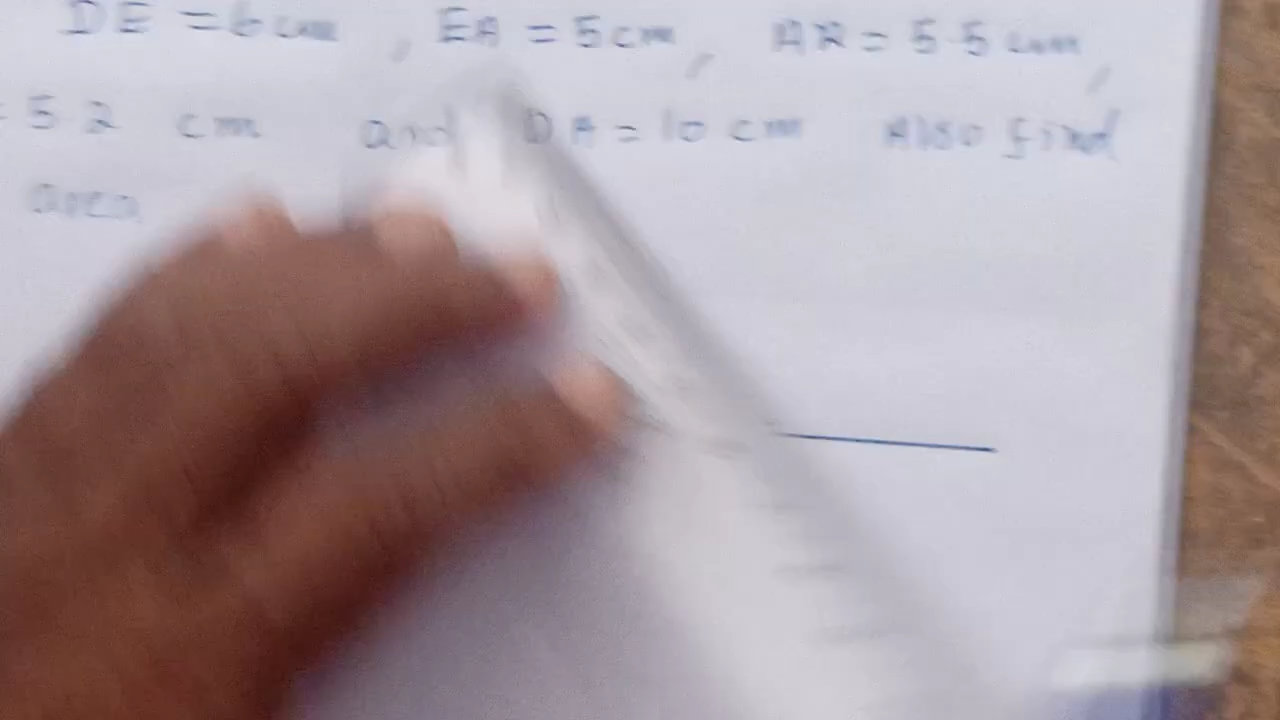 DE = 6 cm , EA = 5 cm , AR = 5.5 cm ,
= 5.2 cm and DA = 10 cm Also find
area